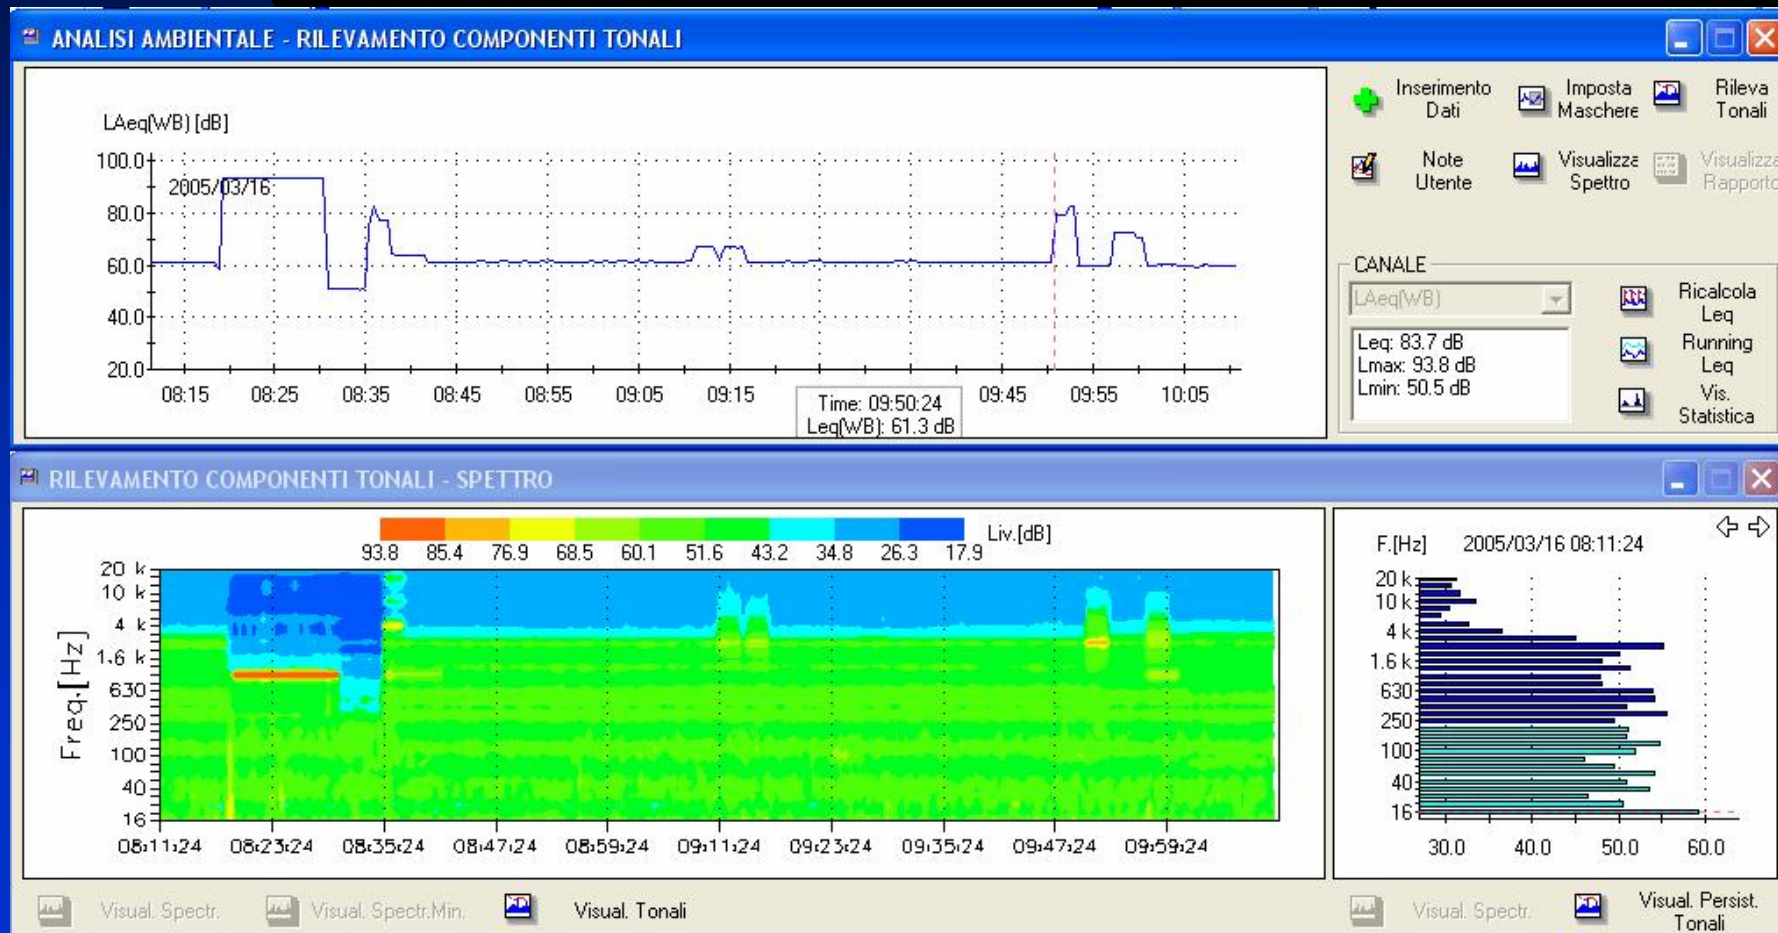 ANALISI AMBIENTALE - RILEVAMENTO COMPONENTI TONALI
LAeq(WB) [dB]
100.0
2005/03/16
80.0
60.0
40.0
20.0
08:15 08:25 08:35 08:45 08:55 09:05 09:15 09:45 09:55 10:05
Time: 09:50:24
Leq(WB): 61.3 dB
Inserimento
Dati
Imposta
Maschere
Rileva
Tonali
Note
Utente
Visualizza
Spettro
Visualizza
Rapporto
CANALE
LAeq(WB)
Leq: 83.7 dB
Lmax: 93.8 dB
Lmin: 50.5 dB
Ricalcola
Leq
Running
Leq
Vis.
Statistica
RILEVAMENTO COMPONENTI TONALI - SPETTRO
Liv.[dB]
93.8 85.4 76.9 68.5 60.1 51.6 43.2 34.8 26.3 17.9
Freq.[Hz]
20 k
10 k
4 k
1.6 k
630
250
100
40
16
08:11:24 08:23:24 08:35:24 08:47:24 08:59:24 09:11:24 09:23:24 09:35:24 09:47:24 09:59:24
Visual. Spectr.
Visual. Spectr.Min.
Visual. Tonali
F.[Hz] 2005/03/16 08:11:24
20 k
10 k
4 k
1.6 k
630
250
100
40
16
30.0 40.0 50.0 60.0
Visual. Spectr.
Visual. Persist.
Tonali